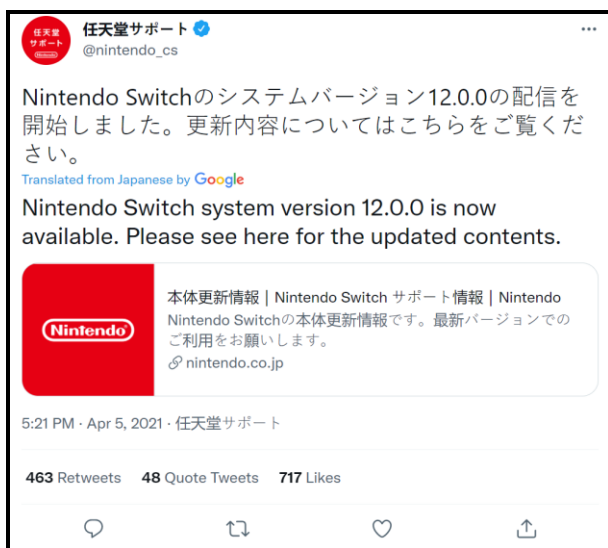 任天堂
サポート
Nintendo
任天堂サポート
@nintendo_cs
Nintendo Switchのシステムバージョン12.0.0の配信を
開始しました。更新内容についてはこちらをご覧くだ
さい。
Translated from Japanese by Google
Nintendo Switch system version 12.0.0 is now
available. Please see here for the updated contents.
Nintendo
本体更新情報 | Nintendo Switch サポート情報 | Nintendo
Nintendo Switchの本体更新情報です。最新バージョンでの
ご利用をお願いします。
nintendo.co.jp
5:21 PM · Apr 5, 2021 · 任天堂サポート
463 Retweets 48 Quote Tweets 717 Likes